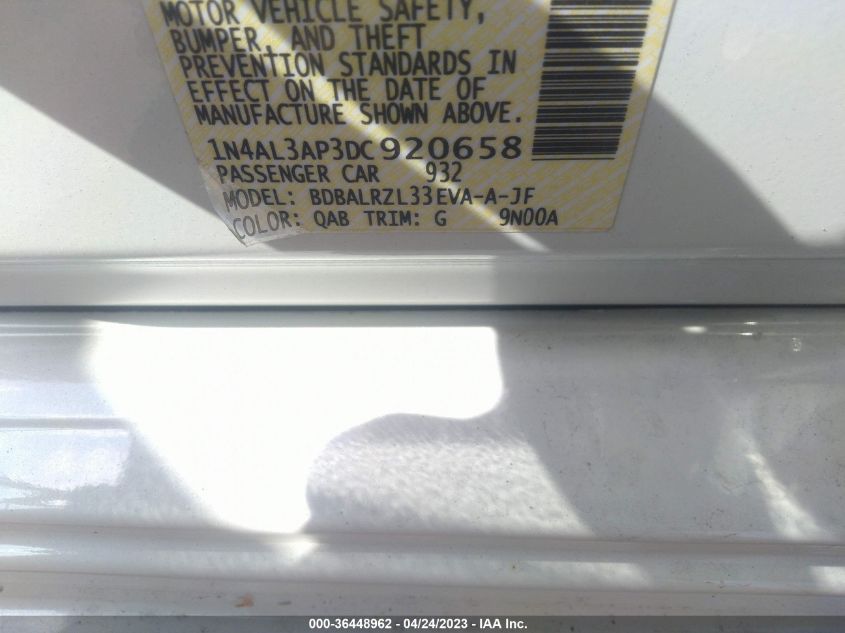 MOTOR VEHICLE SAFETY,
BUMPER, AND THEFT
PREVENTION STANDARDS IN
EFFECT ON THE DATE OF
MANUFACTURE SHOWN ABOVE.
1N4AL3AP3DC920658
PASSENGER CAR 932
MODEL: BDBALRZL33EVA-A-JF
COLOR: QAB TRIM: G 9N00A
000-36448962 - 04/24/2023 - IAA Inc.